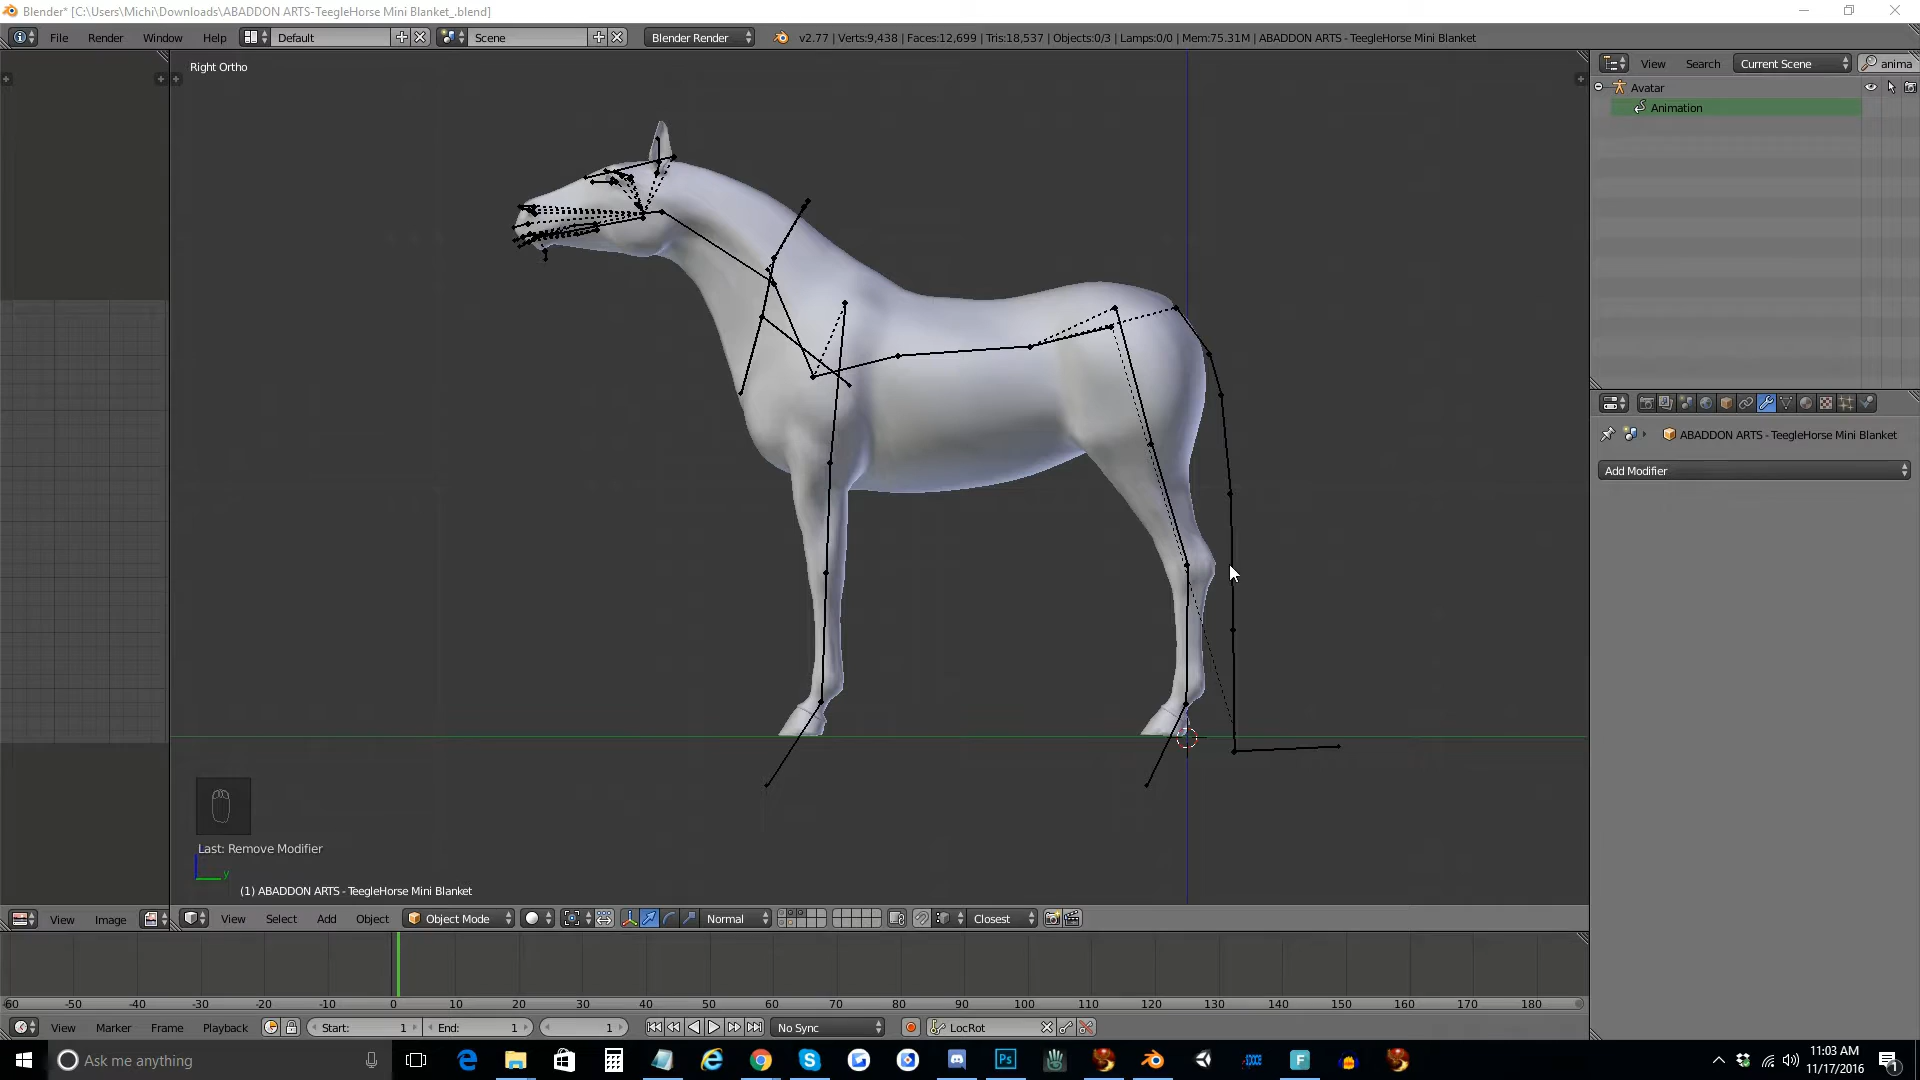 Blender* [C:\Users\Michi\Downloads\ABADDON ARTS-TeegleHorse Mini Blanket_.blend]
File Render Window Help Default Scene Blender Render v2.77 | Verts:9,438 | Faces:12,699 | Tris:18,537 | Objects:0/3 | Lamps:0/0 | Mem:75.31M | ABADDON ARTS - TeegleHorse Mini Blanket
Right Ortho
View Search Current Scene anima
Avatar
Animation
ABADDON ARTS - TeegleHorse Mini Blanket
Add Modifier
Last: Remove Modifier
y
(1) ABADDON ARTS - TeegleHorse Mini Blanket
View Image View Select Add Object Object Mode Normal Closest
-60 -50 -40 -30 -20 -10 0 10 20 30 40 50 60 70 80 90 100 110 120 130 140 150 160 170 180
View Marker Frame Playback Start: 1 End: 1 1 No Sync LocRot
Ask me anything
Ps
F
11:03 AM
11/17/2016
1